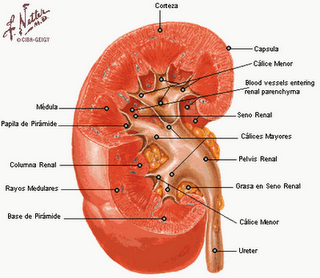 Corteza
F. Netter
M.D.
© CIBA-GEIGY
Capsula
Cálice Menor
Blood vessels entering
renal parenchyma
Médula
Seno Renal
Papila de Pirámide
Cálices Mayores
Columna Renal
Pelvis Renal
Rayos Medulares
Grasa en Seno Renal
Base de Pirámide
Cálice Menor
Ureter